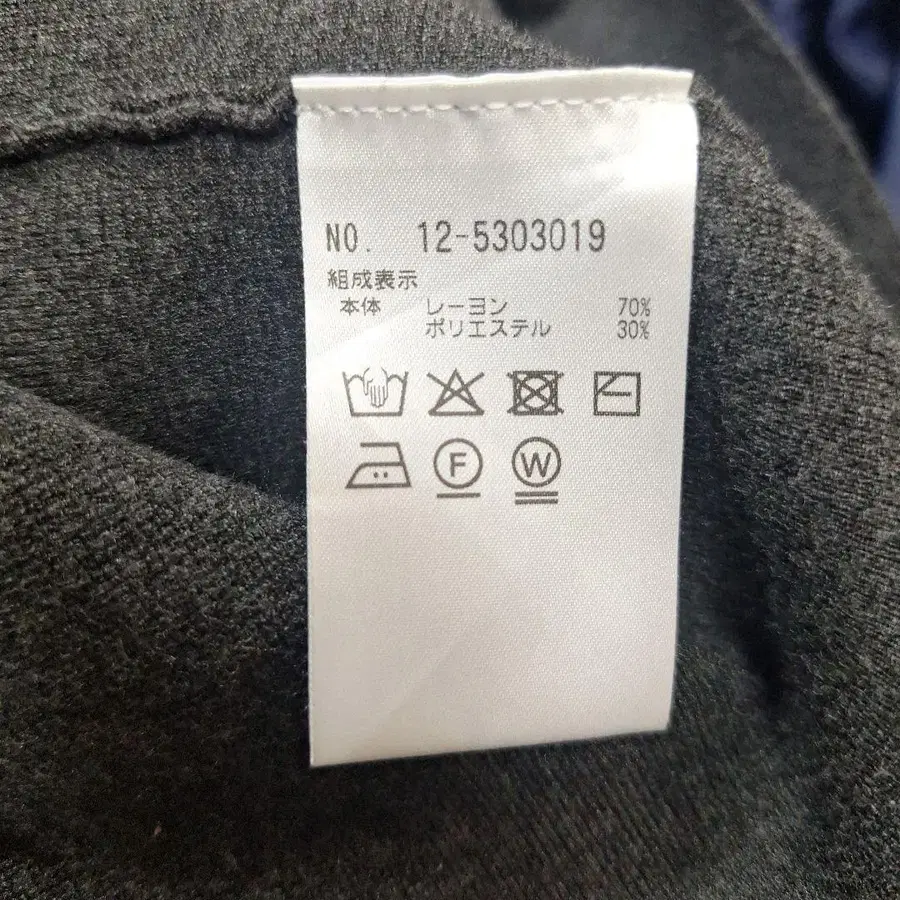 NO. 12-5303019
組成表示
本体 レーヨン 70%
ポリエステル 30%
F W